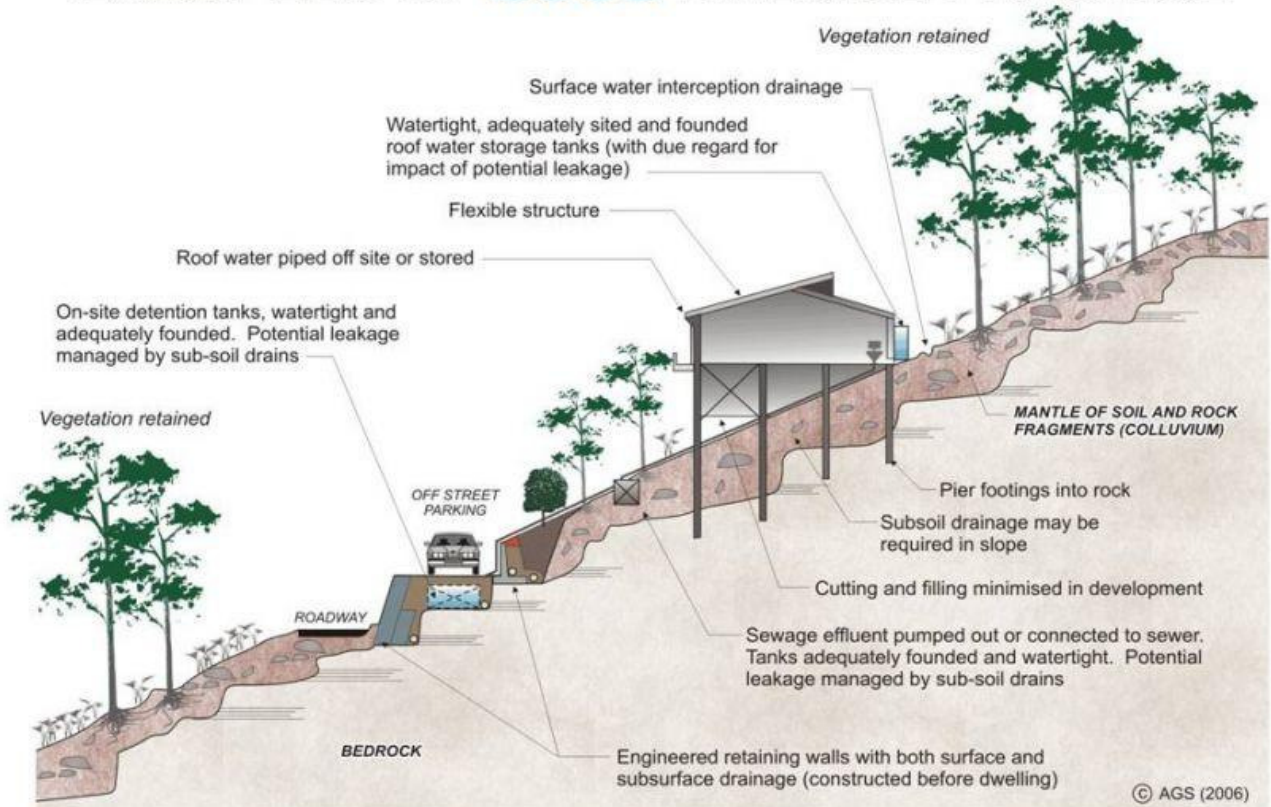 Vegetation retained
Surface water interception drainage
Watertight, adequately sited and founded
roof water storage tanks (with due regard for
impact of potential leakage)
Flexible structure
Roof water piped off site or stored
On-site detention tanks, watertight and
adequately founded. Potential leakage
managed by sub-soil drains
Vegetation retained
OFF STREET
PARKING
MANTLE OF SOIL AND ROCK
FRAGMENTS (COLLUVIUM)
Pier footings into rock
Subsoil drainage may be
required in slope
Cutting and filling minimised in development
ROADWAY
Sewage effluent pumped out or connected to sewer.
Tanks adequately founded and watertight. Potential
leakage managed by sub-soil drains
BEDROCK
Engineered retaining walls with both surface and
subsurface drainage (constructed before dwelling)
© AGS (2006)